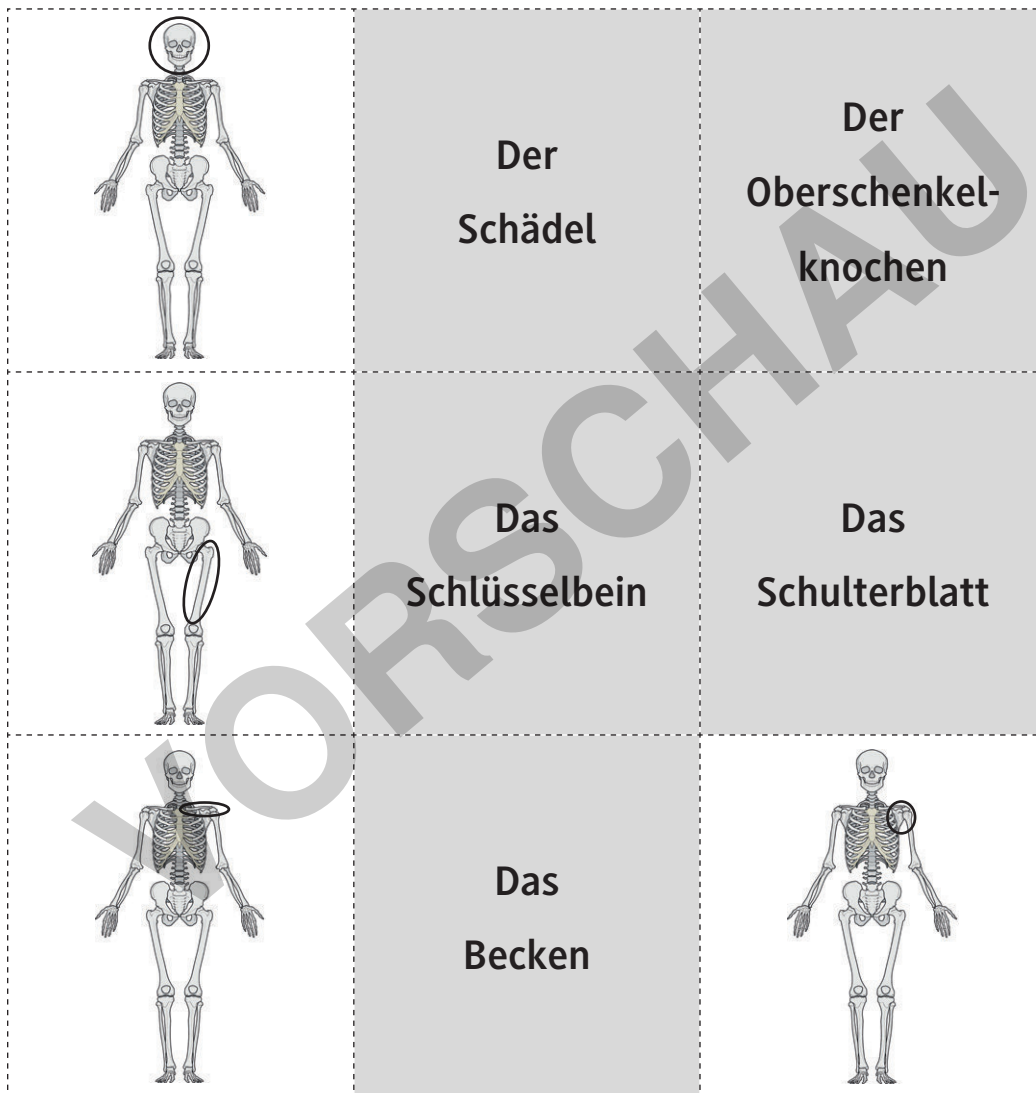 Der
Schädel
Der
Oberschenkel-
knochen
Das
Schlüsselbein
Das
Schulterblatt
Das
Becken
VORSCHAU